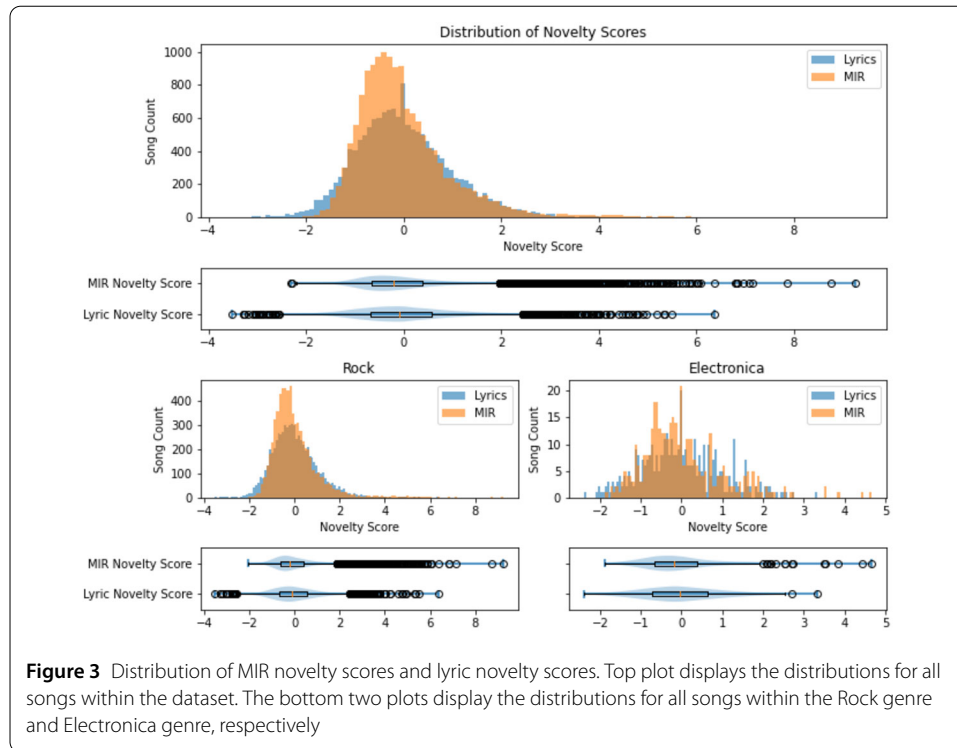 Distribution of Novelty Scores
1000
800
600
400
200
0
Song Count
Lyrics
MIR
−4 −2 0 2 4 6 8
Novelty Score
MIR Novelty Score
Lyric Novelty Score
−4 −2 0 2 4 6 8
Rock
400
300
200
100
0
Song Count
Lyrics
MIR
−4 −2 0 2 4 6 8
Novelty Score
MIR Novelty Score
Lyric Novelty Score
−4 −2 0 2 4 6 8
Electronica
20
15
10
5
0
Song Count
Lyrics
MIR
−2 −1 0 1 2 3 4 5
Novelty Score
−2 −1 0 1 2 3 4 5
Figure 3 Distribution of MIR novelty scores and lyric novelty scores. Top plot displays the distributions for all
songs within the dataset. The bottom two plots display the distributions for all songs within the Rock genre
and Electronica genre, respectively